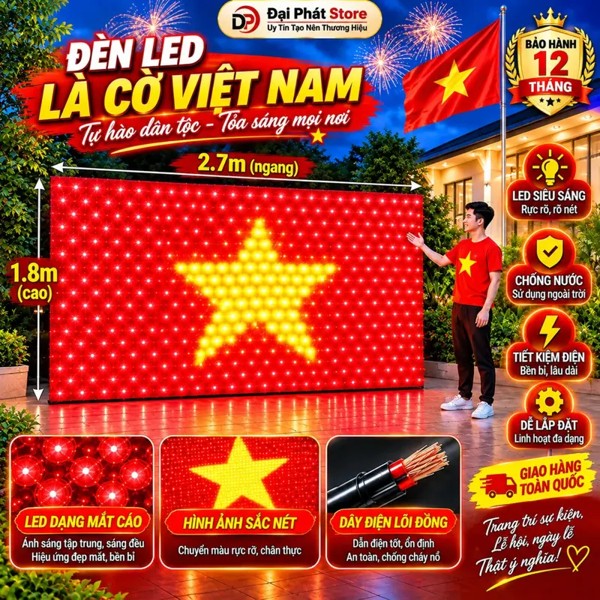 DP Đại Phát Store
Uy Tín Tạo Nên Thương Hiệu
ĐÈN LED
LÀ CỜ VIỆT NAM
Tự hào dân tộc - Tỏa sáng mọi nơi
BẢO HÀNH
12
THÁNG
2.7m (ngang)
1.8m
(cao)
LED SIÊU SÁNG
Rực rỡ, rõ nét
CHỐNG NƯỚC
Sử dụng ngoài trời
TIẾT KIỆM ĐIỆN
Bền bỉ, lâu dài
DỄ LẮP ĐẶT
Linh hoạt đa dạng
GIAO HÀNG
TOÀN QUỐC
LED DẠNG MẮT CÁO
Ánh sáng tập trung, sáng đều
Hiệu ứng đẹp mắt, bền bỉ
HÌNH ẢNH SẮC NÉT
Chuyển màu rực rỡ, chân thực
DÂY ĐIỆN LÕI ĐỒNG
Dẫn điện tốt, ổn định
An toàn, chống cháy nổ
Trang trí sự kiện,
Lễ hội, ngày lễ
Thật ý nghĩa!